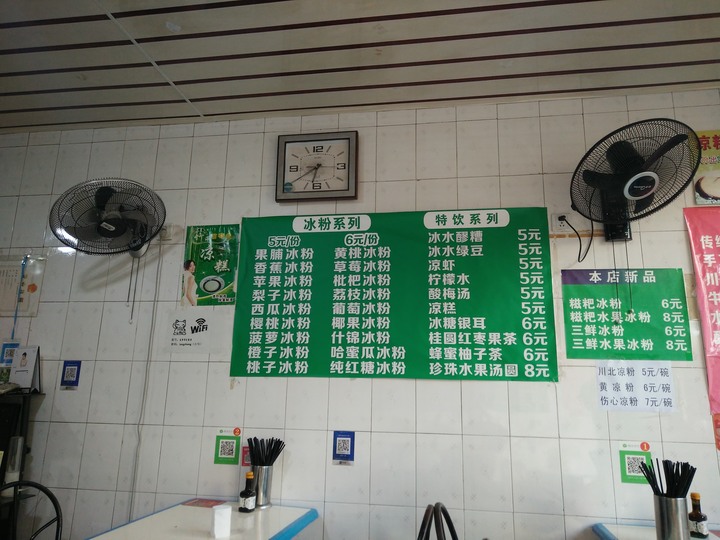 冰粉系列
5元/份
6元/份
果脯冰粉
黄桃冰粉
香蕉冰粉
草莓冰粉
苹果冰粉
枇杷冰粉
梨子冰粉
荔枝冰粉
西瓜冰粉
葡萄冰粉
樱桃冰粉
椰果冰粉
菠萝冰粉
什锦冰粉
橙子冰粉
哈蜜瓜冰粉
桃子冰粉
纯红糖冰粉
特饮系列
冰水醪糟 5元
冰水绿豆 5元
凉虾 5元
柠檬水 5元
酸梅汤 5元
凉糕 5元
冰糖银耳 6元
桂圆红枣果茶 6元
蜂蜜柚子茶 6元
珍珠水果汤圆 8元
本店新品
糍粑冰粉 6元
糍粑水果冰粉 8元
三鲜冰粉 6元
三鲜水果冰粉 8元
川北凉粉 5元/碗
黄凉粉 6元/碗
伤心凉粉 7元/碗
凉糕
WiFi
12
3
6
9
2
1